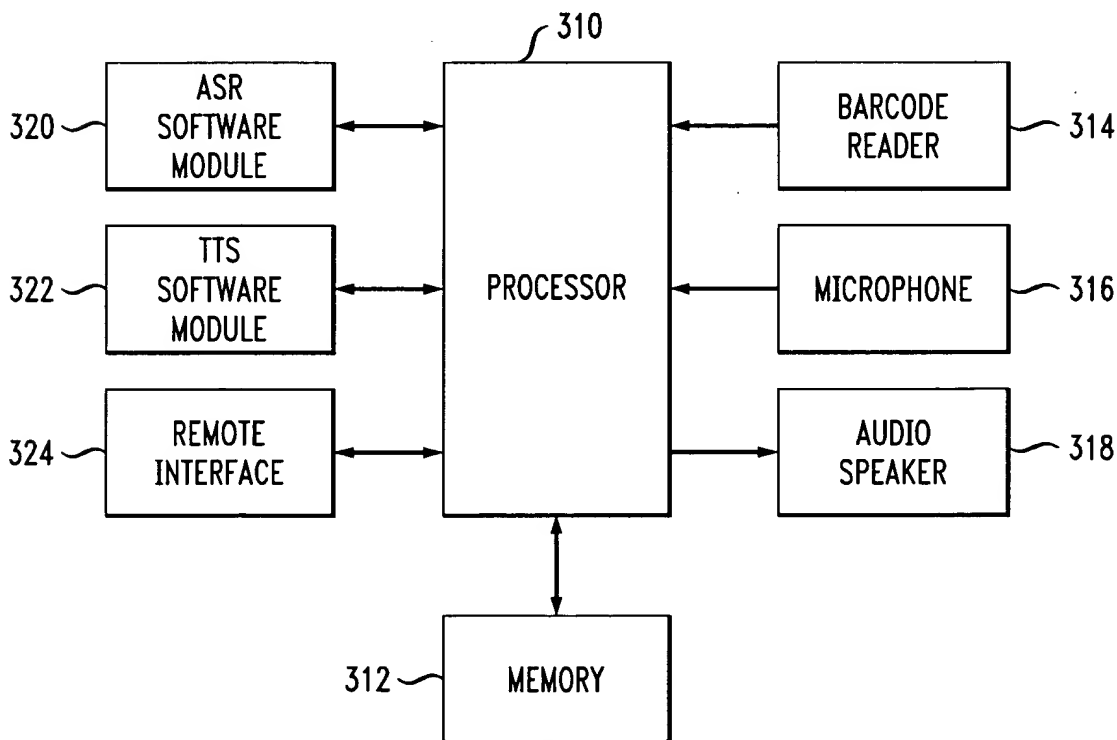 310
320
ASR
SOFTWARE
MODULE
322
TTS
SOFTWARE
MODULE
324
REMOTE
INTERFACE
PROCESSOR
BARCODE
READER
314
MICROPHONE
316
AUDIO
SPEAKER
318
312
MEMORY